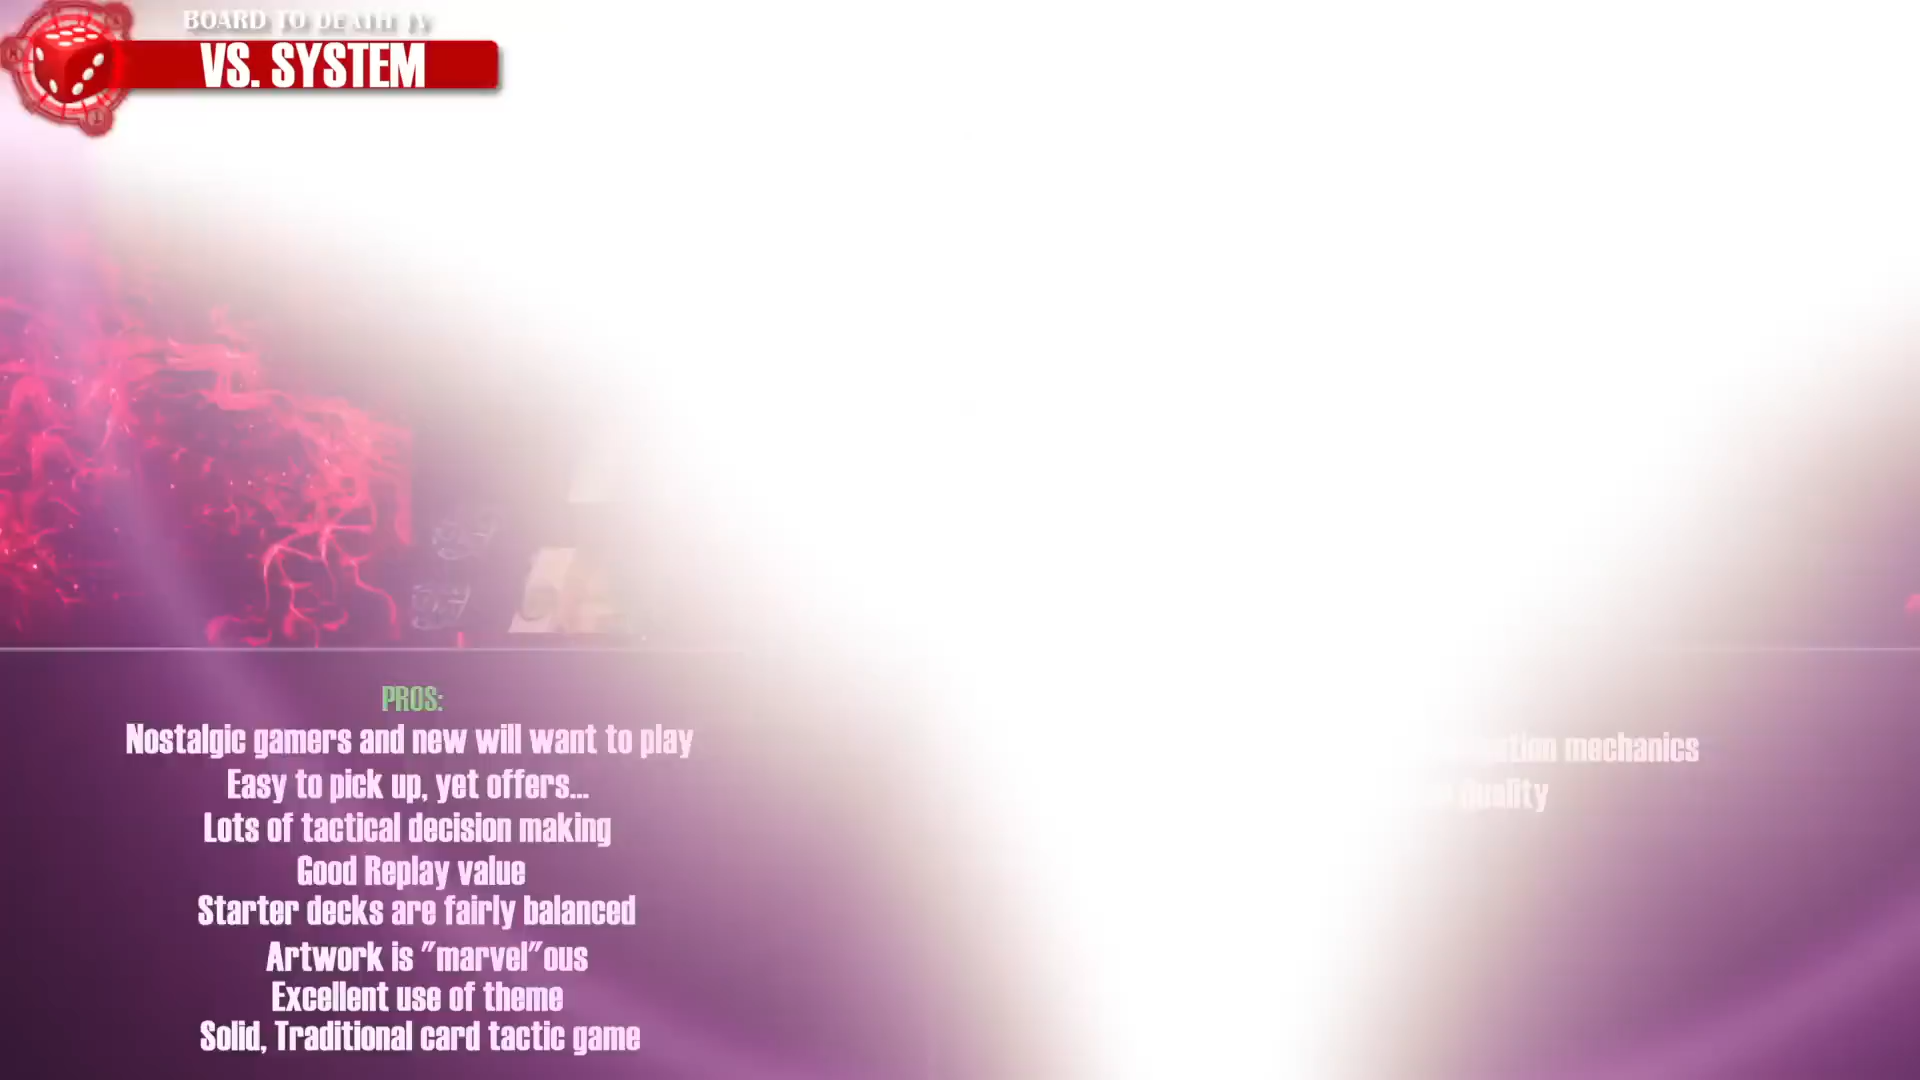 BOARD TO DEATH TV
VS. SYSTEM
PROS:
Nostalgic gamers and new will want to play
Easy to pick up, yet offers...
Lots of tactical decision making
Good Replay value
Starter decks are fairly balanced
Artwork is "marvel"ous
Excellent use of theme
Solid, Traditional card tactic game
mechanics
Quality